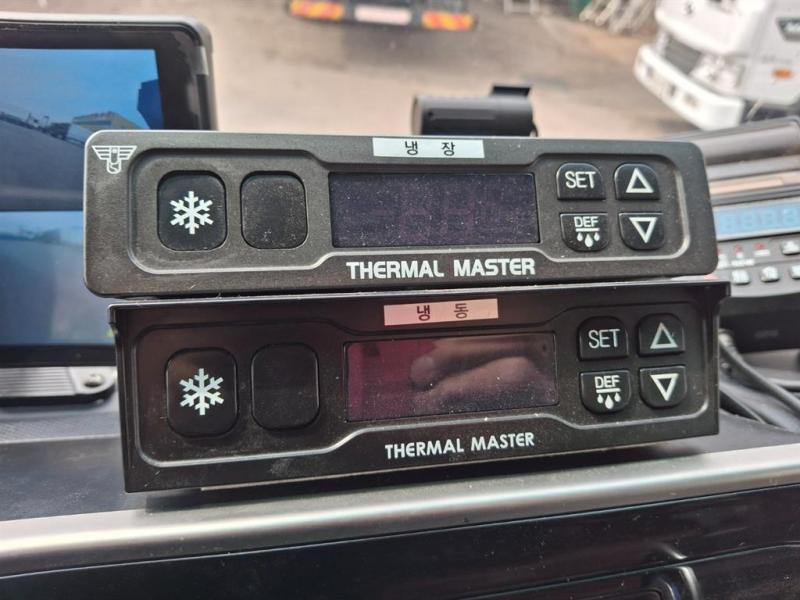 냉 장
SET
DEF
THERMAL MASTER
냉 동
SET
DEF
THERMAL MASTER